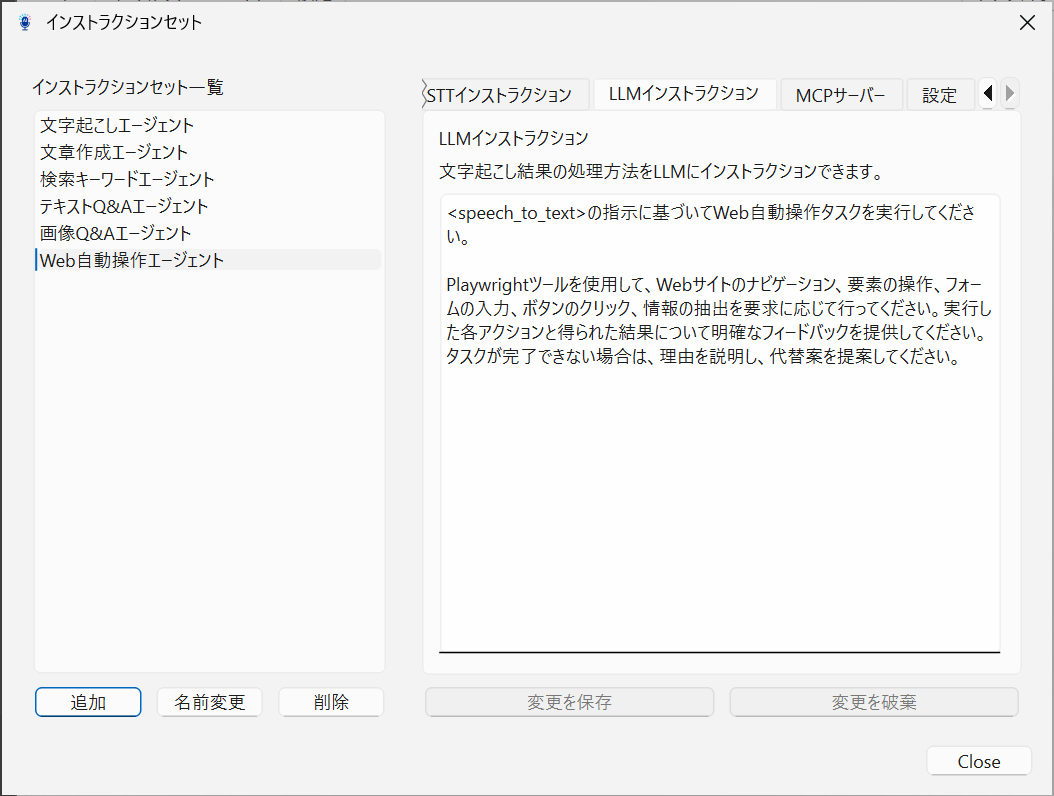 インストラクションセット
インストラクションセット一覧
文字起こしエージェント
文章作成エージェント
検索キーワードエージェント
テキストQ&Aエージェント
画像Q&Aエージェント
Web自動操作エージェント
追加
名前変更
削除
STTインストラクション
LLMインストラクション
MCPサーバー
設定
LLMインストラクション
文字起こし結果の処理方法をLLMにインストラクションできます。
<speech_to_text>の指示に基づいてWeb自動操作タスクを実行してくださ
い。
Playwrightツールを使用して、Webサイトのナビゲーション、要素の操作、フォー
ムの入力、ボタンのクリック、情報の抽出を要求に応じて行ってください。実行し
た各アクションと得られた結果について明確なフィードバックを提供してください。
タスクが完了できない場合は、理由を説明し、代替案を提案してください。
変更を保存
変更を破棄
Close